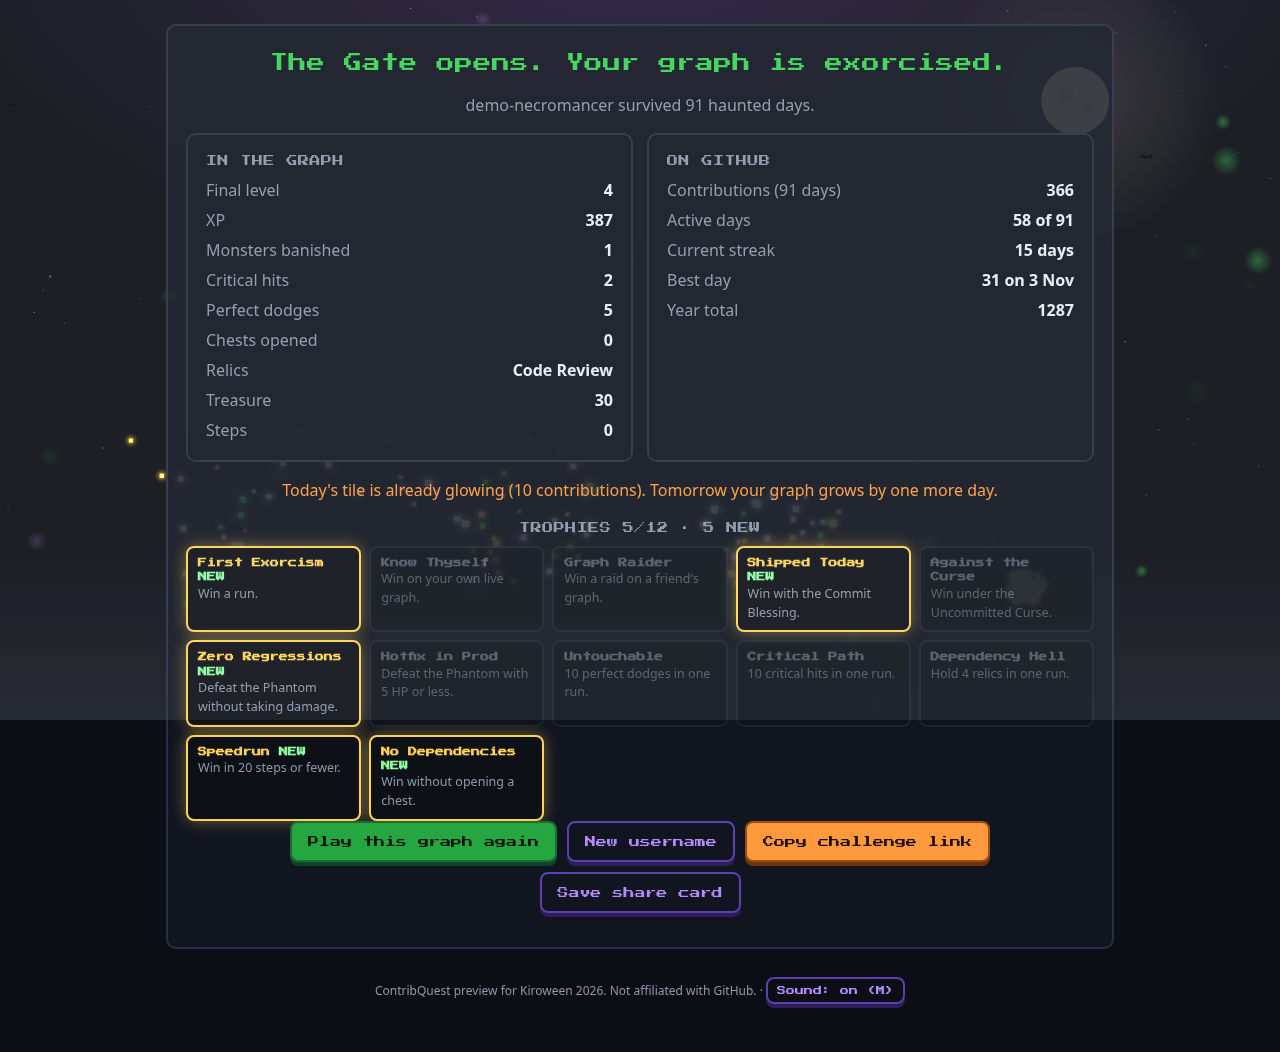 The Gate opens. Your graph is exorcised.
demo-necromancer survived 91 haunted days.
IN THE GRAPH
Final level 4
XP 387
Monsters banished 1
Critical hits 2
Perfect dodges 5
Chests opened 0
Relics Code Review
Treasure 30
Steps 0
ON GITHUB
Contributions (91 days) 366
Active days 58 of 91
Current streak 15 days
Best day 31 on 3 Nov
Year total 1287
Today's tile is already glowing (10 contributions). Tomorrow your graph grows by one more day.
TROPHIES 5/12 · 5 NEW
First Exorcism
NEW
Win a run.
Know Thyself
Win on your own live
graph.
Graph Raider
Win a raid on a friend's
graph.
Shipped Today
NEW
Win with the Commit
Blessing.
Against the
Curse
Win under the
Uncommitted Curse.
Zero Regressions
NEW
Defeat the Phantom
without taking damage.
Hotfix in Prod
Defeat the Phantom with
5 HP or less.
Untouchable
10 perfect dodges in one
run.
Critical Path
10 critical hits in one run.
Dependency Hell
Hold 4 relics in one run.
Speedrun NEW
Win in 20 steps or fewer.
No Dependencies
NEW
Win without opening a
chest.
Play this graph again
New username
Copy challenge link
Save share card
ContribQuest preview for Kiroween 2026. Not affiliated with GitHub. · Sound: on (M)